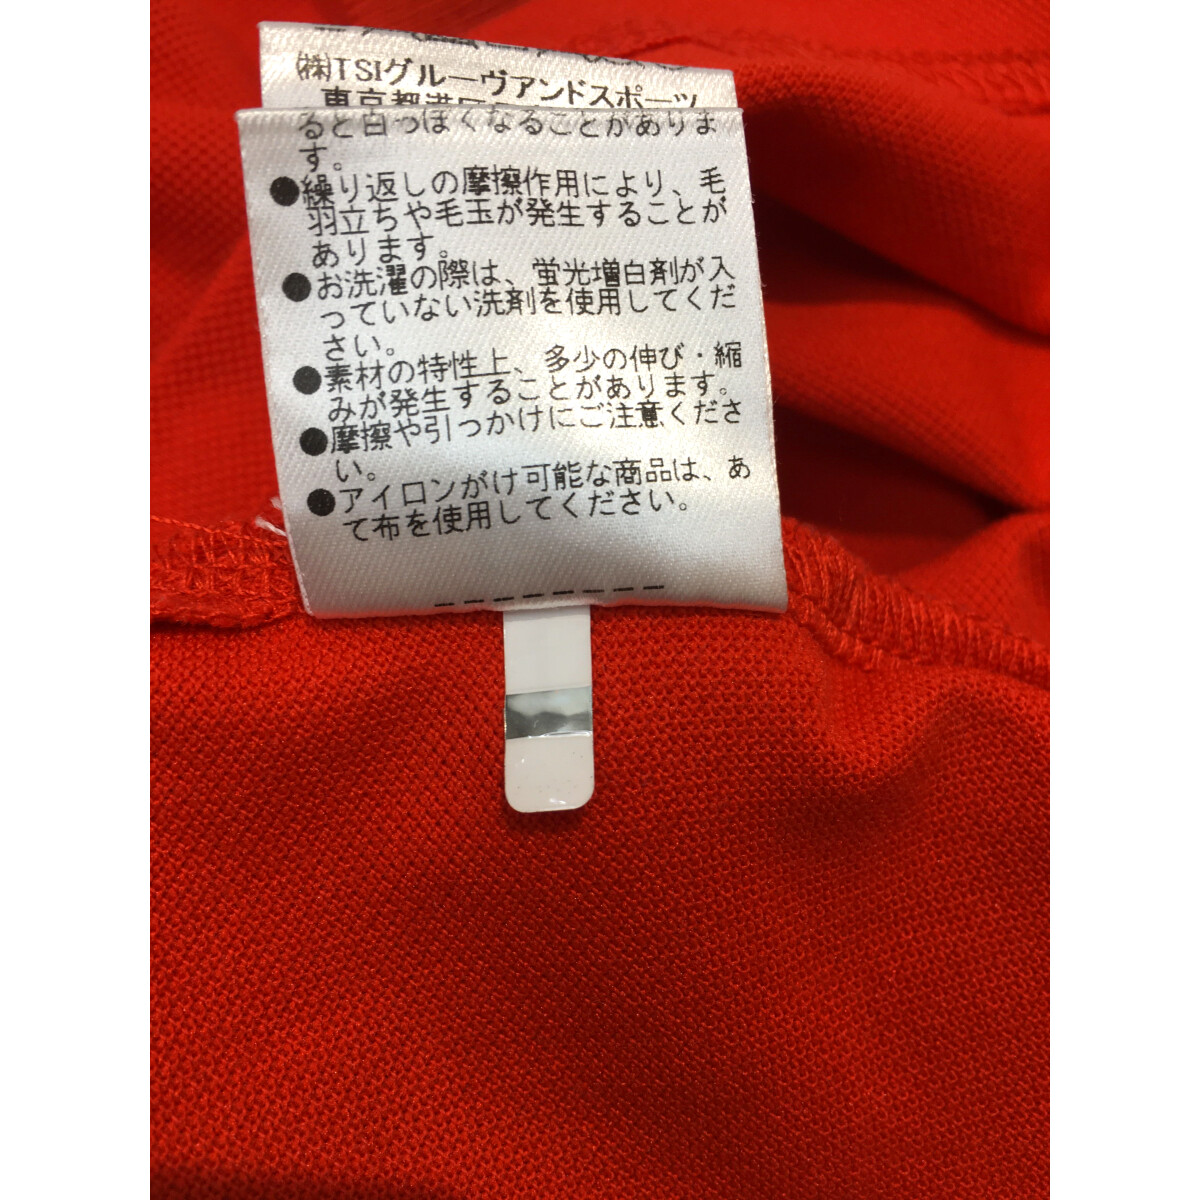 ㈱TSIグルーヴアンドスポーツ
東京都港区
ると白っぽくなることがありま
す。
●繰り返しの摩擦作用により、毛
羽立ちや毛玉が発生することが
あります。
●お洗濯の際は、蛍光増白剤が入
っていない洗剤を使用してくだ
さい。
●素材の特性上、多少の伸び・縮
みが発生することがあります。
●摩擦や引っかけにご注意くださ
い。
●アイロンがけ可能な商品は、あ
て布を使用してください。